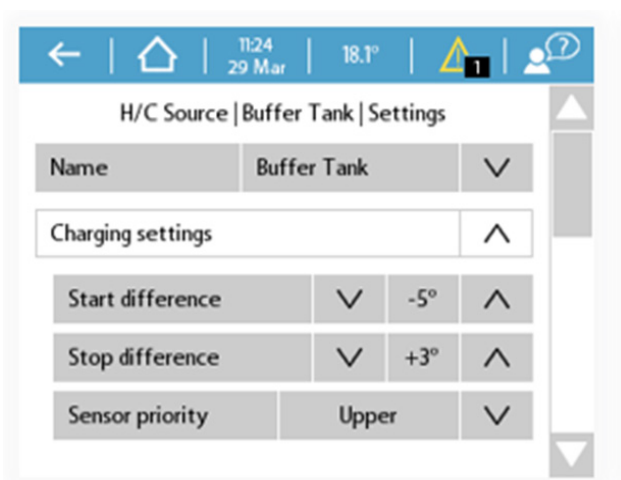 11:24
29 Mar
18.1°
1
?
H/C Source | Buffer Tank | Settings
Name Buffer Tank
Charging settings
Start difference -5°
Stop difference +3°
Sensor priority Upper